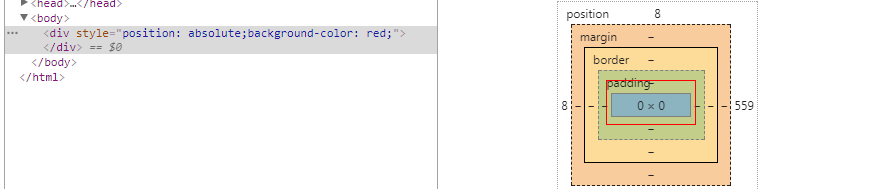 ▶<head>…</head>
▼<body>
… <div style="position: absolute;background-color: red;">
</div> == $0
</body>
</html>
position 8
margin –
border –
padding–
8 – – – 0 × 0 – – – 559
–
–
–